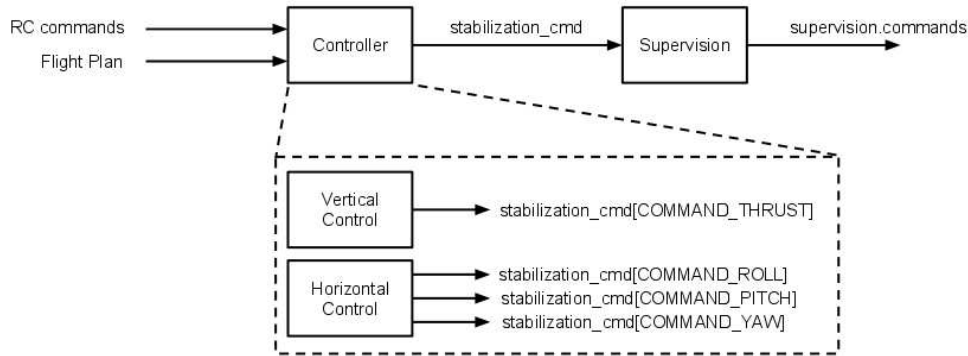 RC commands
Flight Plan
Controller
stabilization_cmd
Supervision
supervision.commands
Vertical
Control
stabilization_cmd[COMMAND_THRUST]
Horizontal
Control
stabilization_cmd[COMMAND_ROLL]
stabilization_cmd[COMMAND_PITCH]
stabilization_cmd[COMMAND_YAW]